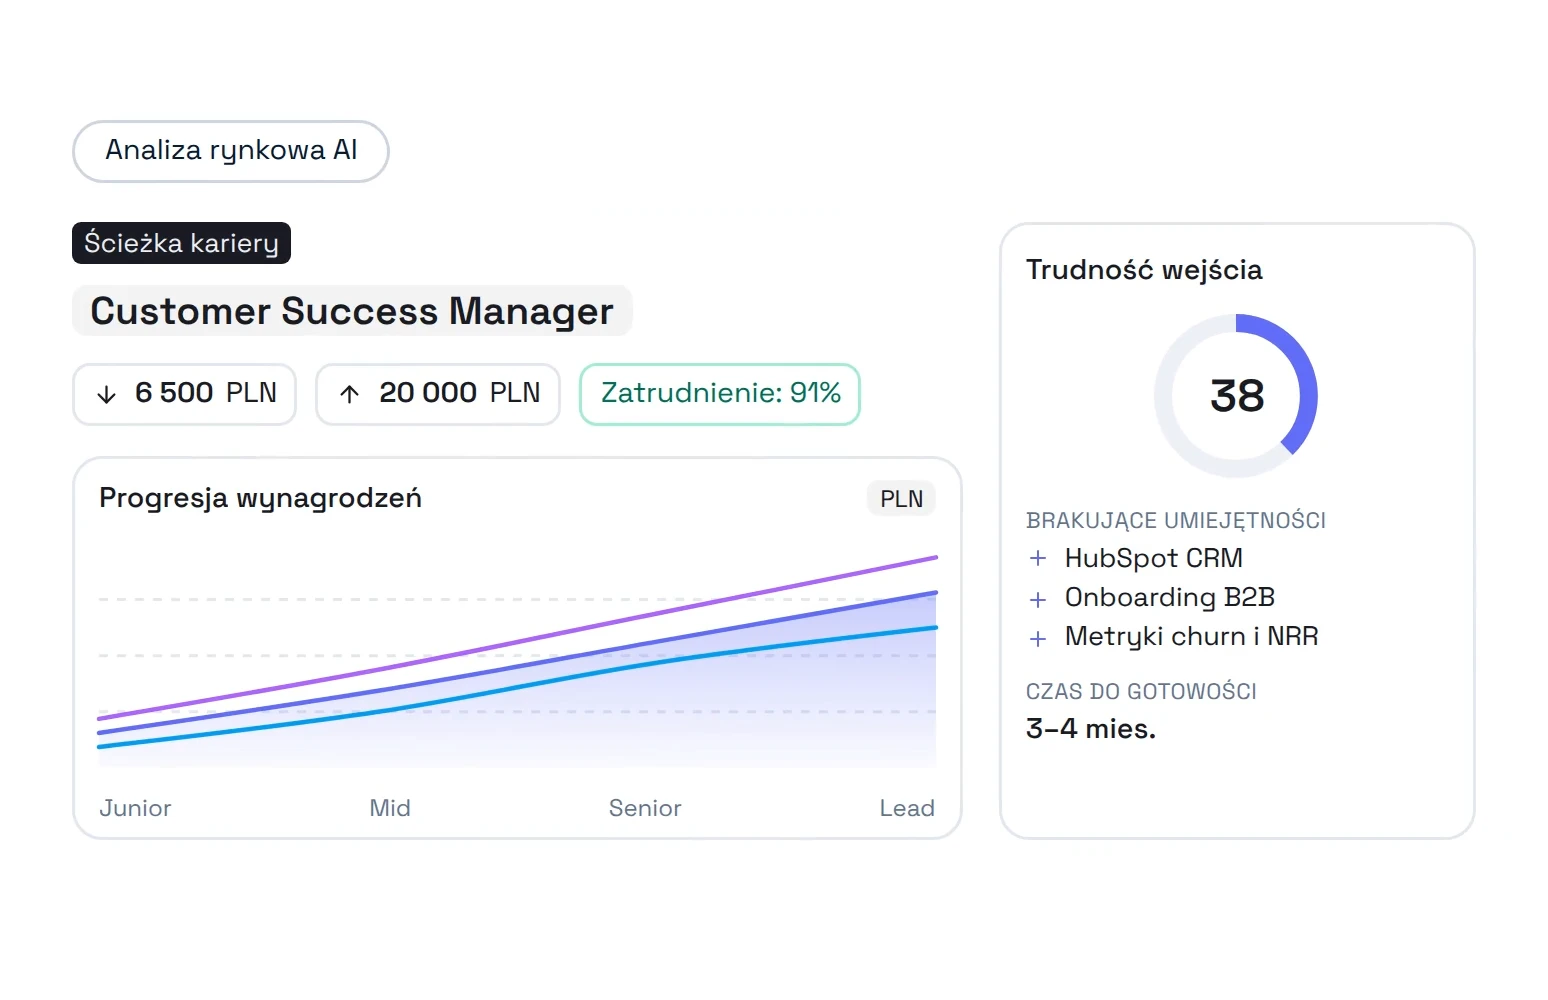 Analiza rynkowa AI
Ścieżka kariery
Customer Success Manager
↓ 6 500 PLN
↑ 20 000 PLN
Zatrudnienie: 91%
Progresja wynagrodzeń
PLN
Junior
Mid
Senior
Lead
Trudność wejścia
38
BRAKUJĄCE UMIEJĘTNOŚCI
+ HubSpot CRM
+ Onboarding B2B
+ Metryki churn i NRR
CZAS DO GOTOWOŚCI
3–4 mies.